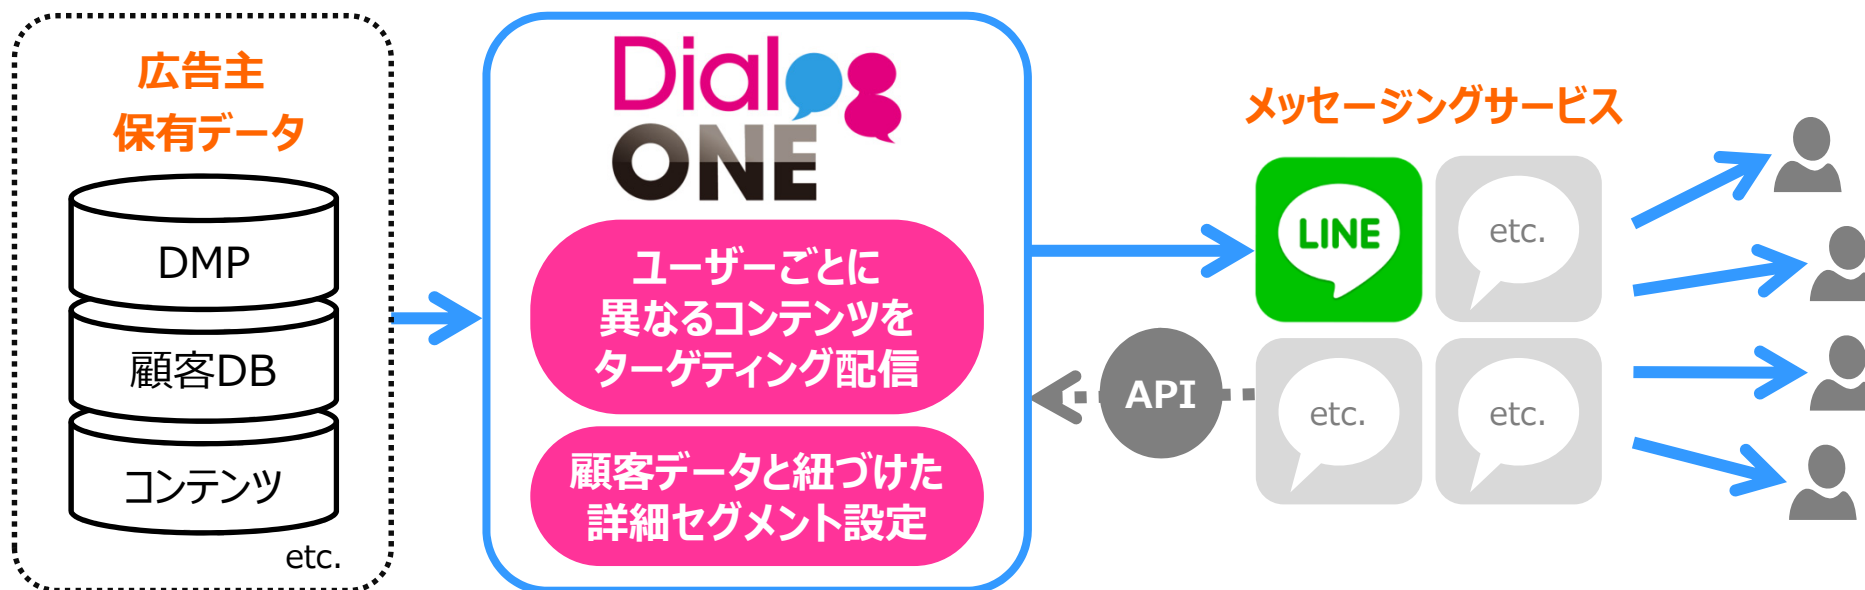 広告主
保有データ
DMP
顧客DB
コンテンツ
etc.
Dialog
ONE
ユーザーごとに
異なるコンテンツを
ターゲティング配信
顧客データと紐づけた
詳細セグメント設定
API
メッセージングサービス
LINE
etc.
etc.
etc.